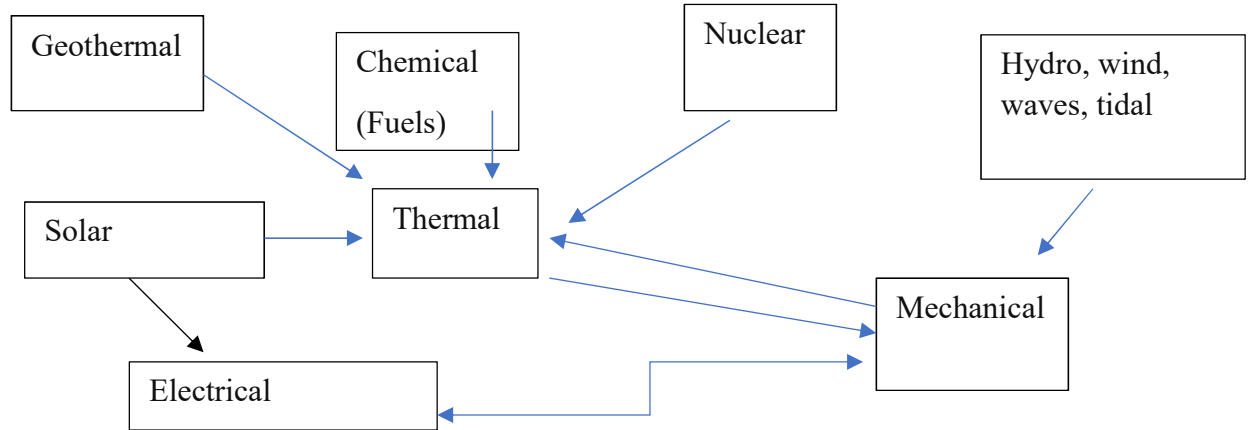 Geothermal
Chemical
(Fuels)
Nuclear
Hydro, wind,
waves, tidal
Solar
Thermal
Mechanical
Electrical